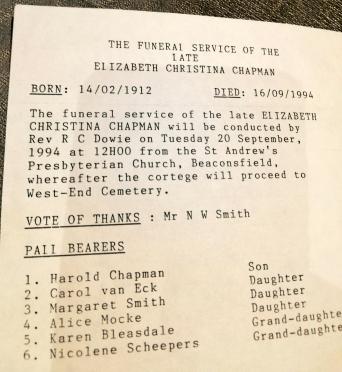 THE FUNERAL SERVICE OF THE
LATE
ELIZABETH CHRISTINA CHAPMAN
BORN: 14/02/1912 DIED: 16/09/1994
The funeral service of the late ELIZABETH
CHRISTINA CHAPMAN will be conducted by
Rev R C Dowie on Tuesday 20 September,
1994 at 12H00 from the St Andrew's
Presbyterian Church, Beaconsfield,
whereafter the cortege will proceed to
West-End Cemetery.
VOTE OF THANKS : Mr N W Smith
PALL BEARERS
1. Harold Chapman Son
2. Carol van Eck Daughter
3. Margaret Smith Daughter
4. Alice Mocke Daughter
5. Karen Bleasdale Grand-daughte
6. Nicolene Scheepers Grand-daughte